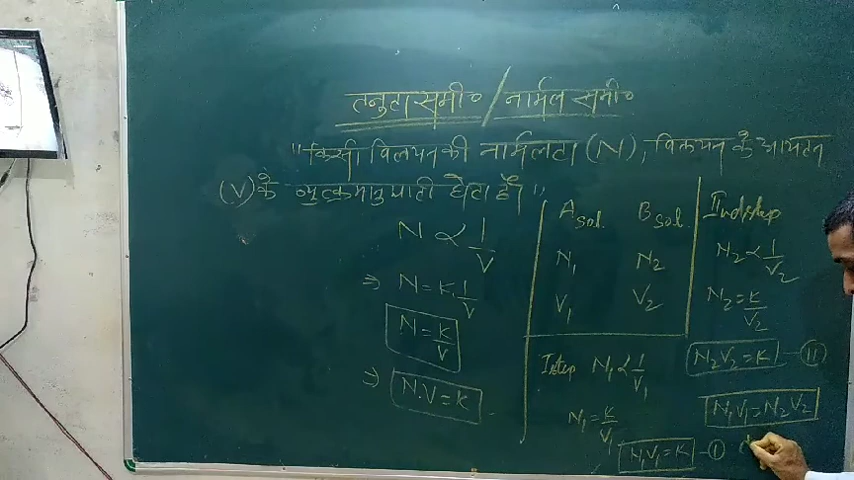 तनुता समी० / नार्मल समी०
"किसी विलयन की नार्मलता (N), विलयन के आयतन
(V) के व्युत्क्रमानुपाती होता है।"
N ∝ 1/V
⇒ N = K.1/V
N = K/V
⇒ N.V = K
A sol. B sol.
N₁ N₂
V₁ V₂
I step N₁ ∝ 1/V₁
N₁ = K/V₁
N₁V₁ = K —(I)
IInd step
N₂ ∝ 1/V₂
N₂ = K/V₂
N₂V₂ = K —(II)
N₁V₁ = N₂V₂